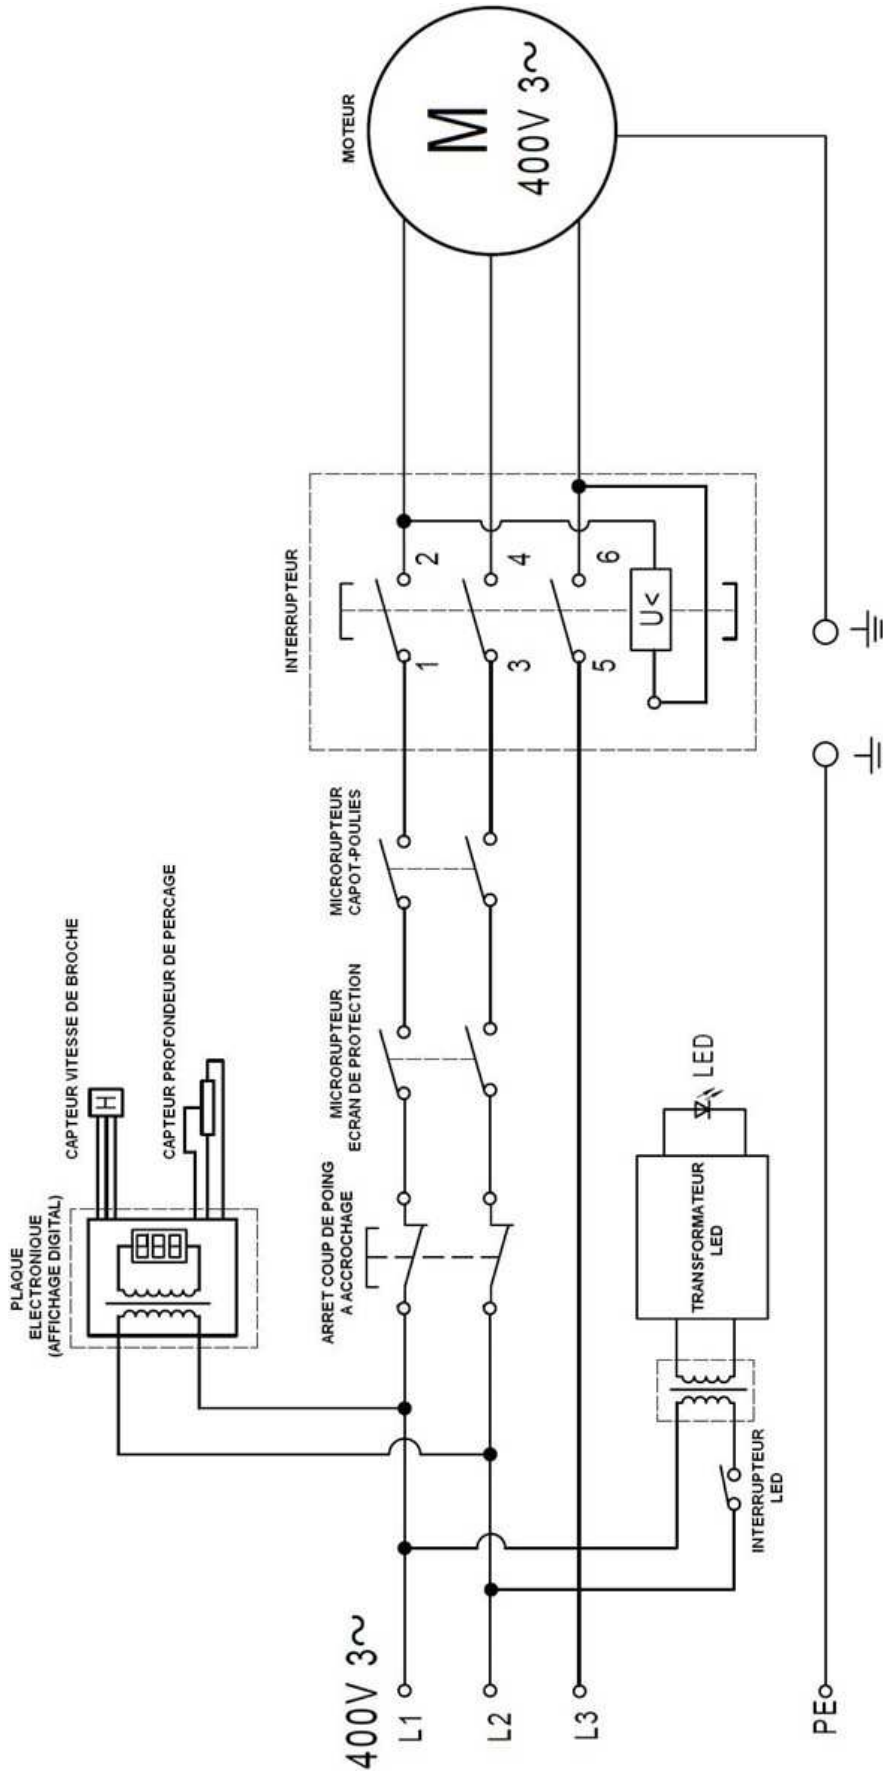 PLAQUE
ELECTRONIQUE
(AFFICHAGE DIGITAL)
CAPTEUR VITESSE DE BROCHE
H
CAPTEUR PROFONDEUR DE PERCAGE
MOTEUR
M
400V 3~
INTERRUPTEUR
1
2
3
4
5
6
U<
MICRORUPTEUR
CAPOT-POULIES
MICRORUPTEUR
ECRAN DE PROTECTION
ARRET COUP DE POING
A ACCROCHAGE
888
400V 3~
L1
L2
L3
PE
TRANSFORMATEUR
LED
LED
INTERRUPTEUR
LED